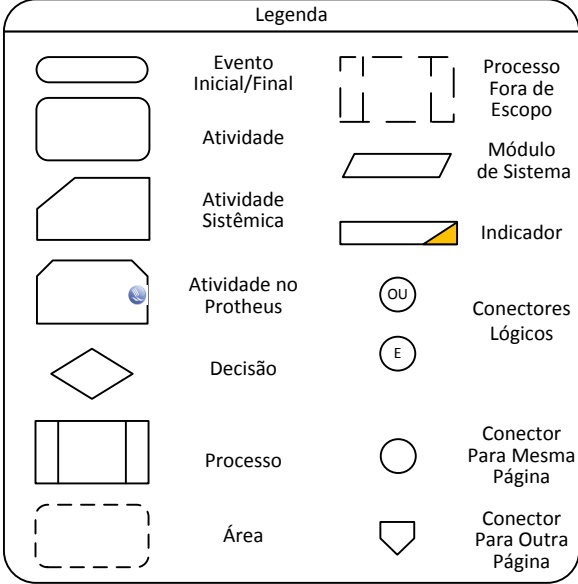 Legenda
Evento
Inicial/Final
Atividade
Atividade
Sistêmica
Atividade no
Protheus
Decisão
Processo
Área
Processo
Fora de
Escopo
Módulo
de Sistema
Indicador
OU
E
Conectores
Lógicos
Conector
Para Mesma
Página
Conector
Para Outra
Página